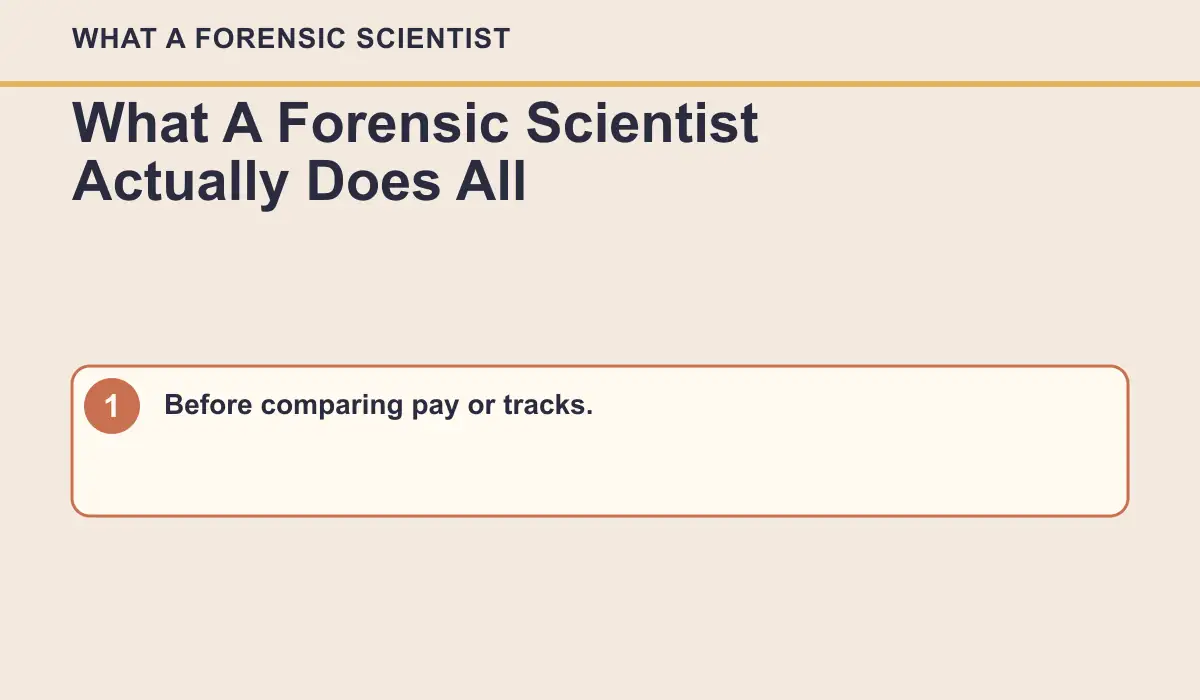 WHAT A FORENSIC SCIENTIST
What A Forensic Scientist
Actually Does All
1
Before comparing pay or tracks.